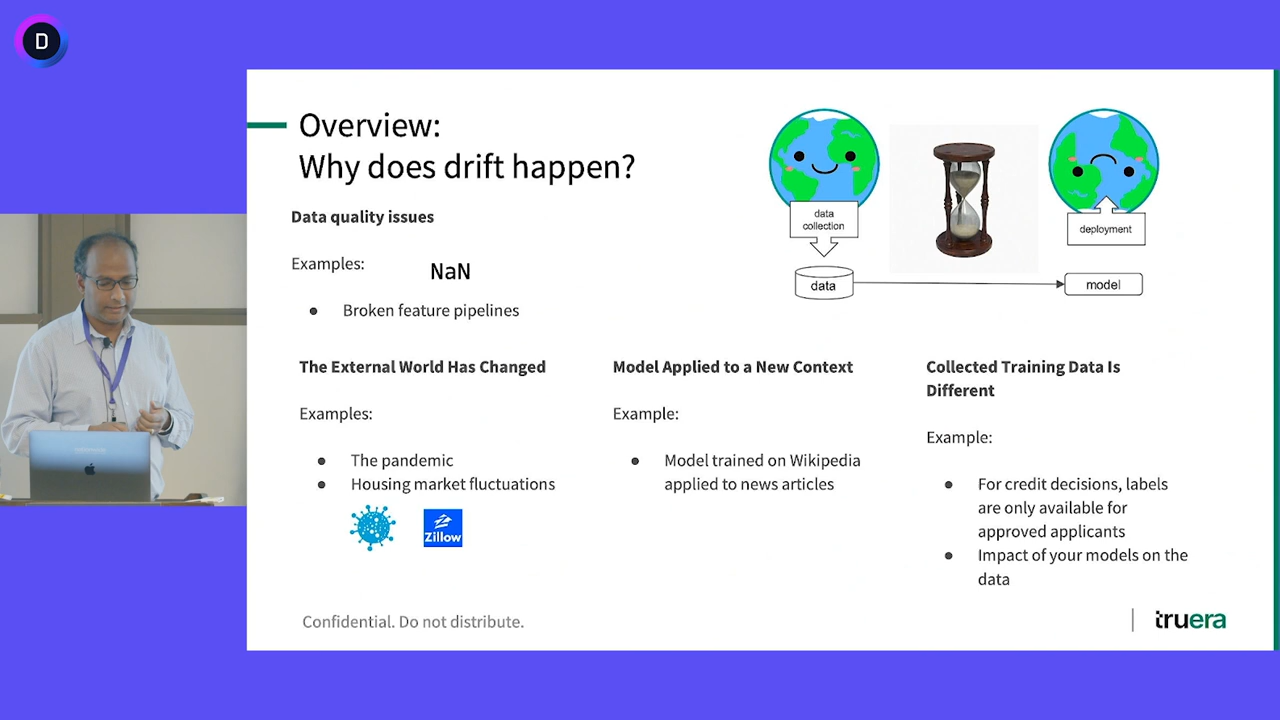 D
Overview:
Why does drift happen?
Data quality issues
Examples:
NaN
● Broken feature pipelines
data
collection
data
deployment
model
The External World Has Changed
Examples:
● The pandemic
● Housing market fluctuations
Zillow
Model Applied to a New Context
Example:
● Model trained on Wikipedia
applied to news articles
Collected Training Data Is
Different
Example:
● For credit decisions, labels
are only available for
approved applicants
● Impact of your models on the
data
Confidential. Do not distribute.
truera